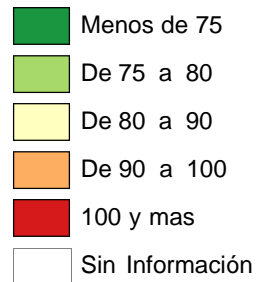 Menos de 75
De 75 a 80
De 80 a 90
De 90 a 100
100 y mas
Sin Información